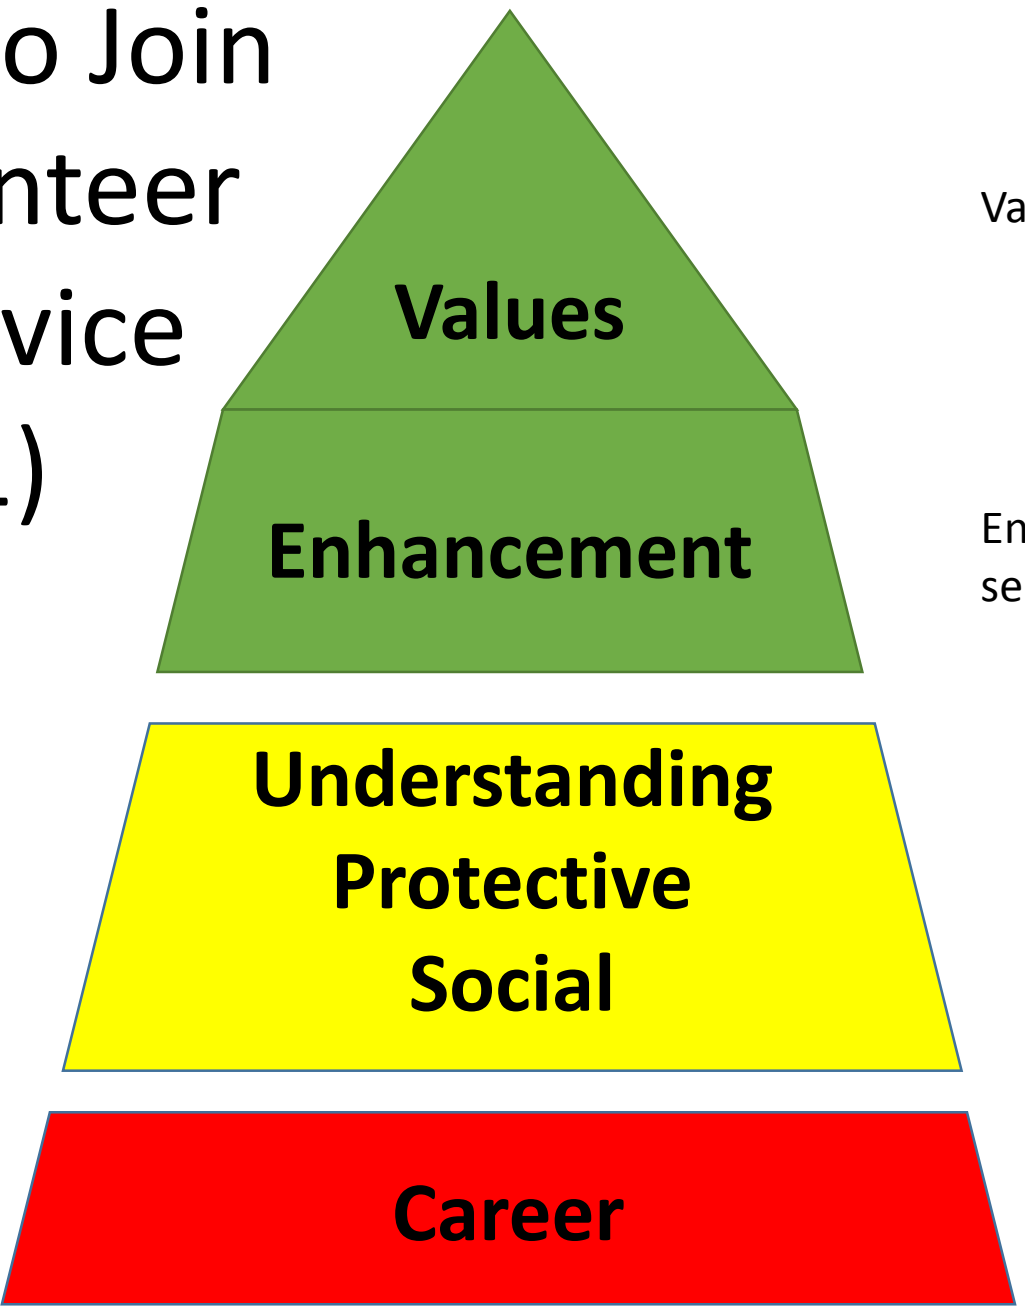 o Join
nteer
vice
)
Values
Va
Enhancement
En
se
Understanding
Protective
Social
Career